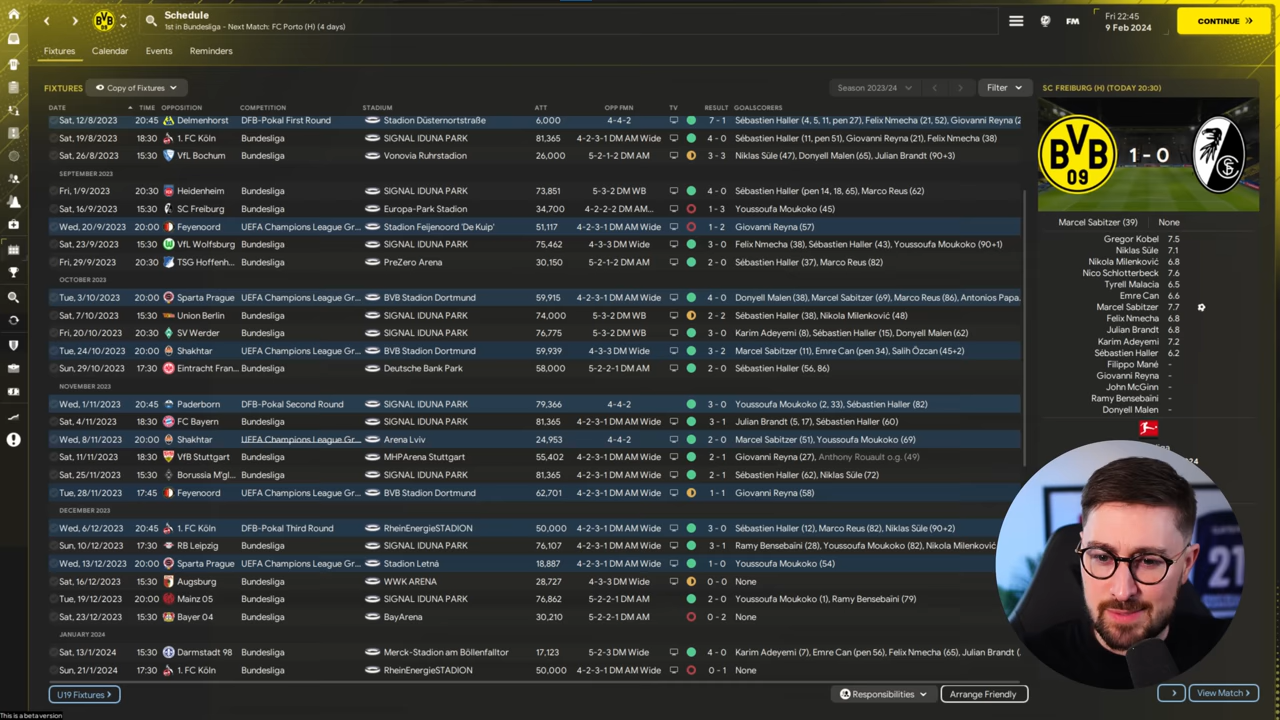 Schedule
1st in Bundesliga - Next Match: FC Porto (H) (4 days)
FM
Fri 22:45
9 Feb 2024
CONTINUE
Fixtures Calendar Events Reminders
FIXTURES Copy of Fixtures Season 2023/24 Filter
DATE TIME OPPOSITION COMPETITION STADIUM ATT OPP FMN TV RESULT GOALSCORERS
Sat, 12/8/2023 20:45 Delmenhorst DFB-Pokal First Round Stadion Düsternortstraße 6,000 4-4-2 7 - 1 Sébastien Haller (4, 5, 11, pen 27), Felix Nmecha (21, 52), Giovanni Reyna (2
Sat, 19/8/2023 18:30 1. FC Köln Bundesliga SIGNAL IDUNA PARK 81,365 4-2-3-1 DM AM Wide 4 - 0 Sébastien Haller (11, pen 51), Giovanni Reyna (21), Felix Nmecha (38)
Sat, 26/8/2023 15:30 VfL Bochum Bundesliga Vonovia Ruhrstadion 26,000 5-2-1-2 DM AM 3 - 3 Niklas Süle (47), Donyell Malen (65), Julian Brandt (90+3)
SEPTEMBER 2023
Fri, 1/9/2023 20:30 Heidenheim Bundesliga SIGNAL IDUNA PARK 73,851 5-3-2 DM WB 4 - 0 Sébastien Haller (pen 14, 18, 65), Marco Reus (62)
Sat, 16/9/2023 15:30 SC Freiburg Bundesliga Europa-Park Stadion 34,700 4-2-2-2 DM AM... 1 - 3 Youssoufa Moukoko (45)
Wed, 20/9/2023 20:00 Feyenoord UEFA Champions League Gr... Stadion Feijenoord 'De Kuip' 51,117 4-2-3-1 DM AM Wide 1 - 2 Giovanni Reyna (57)
Sat, 23/9/2023 15:30 VfL Wolfsburg Bundesliga SIGNAL IDUNA PARK 75,462 4-3-3 DM Wide 3 - 0 Felix Nmecha (38), Sébastien Haller (43), Youssoufa Moukoko (90+1)
Fri, 29/9/2023 20:30 TSG Hoffenh... Bundesliga PreZero Arena 30,150 5-2-1-2 DM AM 2 - 0 Sébastien Haller (37), Marco Reus (82)
OCTOBER 2023
Tue, 3/10/2023 20:00 Sparta Prague UEFA Champions League Gr... BVB Stadion Dortmund 59,915 4-2-3-1 DM AM Wide 4 - 0 Donyell Malen (38), Marcel Sabitzer (69), Marco Reus (86), Antonios Papa.
Sat, 7/10/2023 15:30 Union Berlin Bundesliga SIGNAL IDUNA PARK 74,000 5-2-1-2 DM AM 2 - 2 Sébastien Haller (38), Nikola Milenković (48)
Fri, 20/10/2023 20:30 SV Werder Bundesliga SIGNAL IDUNA PARK 76,775 4-4-2 DM Wide 3 - 0 Karim Adeyemi (8), Sébastien Haller (15), Donyell Malen (62)
Tue, 24/10/2023 20:00 Shakhtar UEFA Champions League Gr... BVB Stadion Dortmund 59,939 4-3-3 DM Wide 3 - 2 Marcel Sabitzer (11), Emre Can (pen 34), Salih Özcan (45+2)
Sun, 29/10/2023 17:30 Eintracht Fran... Bundesliga Deutsche Bank Park 58,000 5-2-2-1 DM AM 2 - 0 Sébastien Haller (56, 86)
NOVEMBER 2023
Wed, 1/11/2023 20:45 Paderborn DFB-Pokal Second Round SIGNAL IDUNA PARK 79,366 4-4-2 3 - 0 Youssoufa Moukoko (2, 33), Sébastien Haller (82)
Sat, 4/11/2023 18:30 FC Bayern Bundesliga SIGNAL IDUNA PARK 81,365 4-2-3-1 DM AM Wide 3 - 1 Julian Brandt (5, 17), Sébastien Haller (60)
Wed, 8/11/2023 20:00 Shakhtar UEFA Champions League Gr... Arena Lviv 24,953 4-4-2 2 - 0 Marcel Sabitzer (51), Youssoufa Moukoko (69)
Sat, 11/11/2023 15:30 VfB Stuttgart Bundesliga MHPArena Stuttgart 55,402 4-2-3-1 DM AM Wide 2 - 1 Giovanni Reyna (27), Anthony Rouault o.g. (49)
Sat, 25/11/2023 15:30 Borussia M'gl... Bundesliga SIGNAL IDUNA PARK 81,365 4-2-3-1 DM AM Wide 2 - 1 Sébastien Haller (62), Niklas Süle (72)
Tue, 28/11/2023 17:45 Feyenoord UEFA Champions League Gr... BVB Stadion Dortmund 62,701 4-2-3-1 DM AM Wide 1 - 1 Giovanni Reyna (58)
DECEMBER 2023
Wed, 6/12/2023 20:45 1. FC Köln DFB-Pokal Third Round RheinEnergieSTADION 50,000 4-2-3-1 DM AM Wide 3 - 0 Sébastien Haller (12), Marco Reus (82), Niklas Süle (90+2)
Sun, 10/12/2023 17:30 RB Leipzig Bundesliga SIGNAL IDUNA PARK 76,107 4-2-3-1 DM AM Wide 3 - 1 Ramy Bensebaïni (28), Youssoufa Moukoko (82), Nikola Milenković
Wed, 13/12/2023 20:00 Sparta Prague UEFA Champions League Gr... Stadion Letná 18,887 4-2-3-1 DM AM Wide 1 - 0 Youssoufa Moukoko (54)
Sat, 16/12/2023 15:30 Augsburg Bundesliga WWK ARENA 28,727 4-3-3 DM Wide 0 - 0 None
Tue, 19/12/2023 20:00 Mainz 05 Bundesliga SIGNAL IDUNA PARK 76,862 5-2-2-1 DM AM 2 - 0 Youssoufa Moukoko (1), Ramy Bensebaïni (79)
Sat, 23/12/2023 15:30 Bayer 04 Bundesliga BayArena 30,210 5-2-2-1 DM AM 0 - 2 None
JANUARY 2024
Sat, 13/1/2024 15:30 Darmstadt 98 Bundesliga Merck-Stadion am Böllenfalltor 17,123 5-2-3 DM Wide 4 - 0 Karim Adeyemi (7), Emre Can (pen 56), Felix Nmecha (65), Giovanni Reyna (.
Sun, 21/1/2024 17:30 1. FC Köln Bundesliga RheinEnergieSTADION 50,000 4-2-3-1 DM AM Wide 0 - 1 None
U19 Fixtures Responsibilities Arrange Friendly
SC FREIBURG (H) (TODAY 20:30)
BVB 09 1 - 0
Marcel Sabitzer (39) None
Gregor Kobel 7.5
Niklas Süle 7.1
Nikola Milenković 6.8
Nico Schlotterbeck 7.6
Tyrell Malacia 6.5
Emre Can 6.6
Marcel Sabitzer 7.7
Felix Nmecha 6.8
Julian Brandt 6.8
Karim Adeyemi 7.2
Sébastien Haller 6.2
Filippo Mané -
Giovanni Reyna -
John McGinn -
Ramy Bensebaini -
Donyell Malen -
21
View Match
This is a beta version